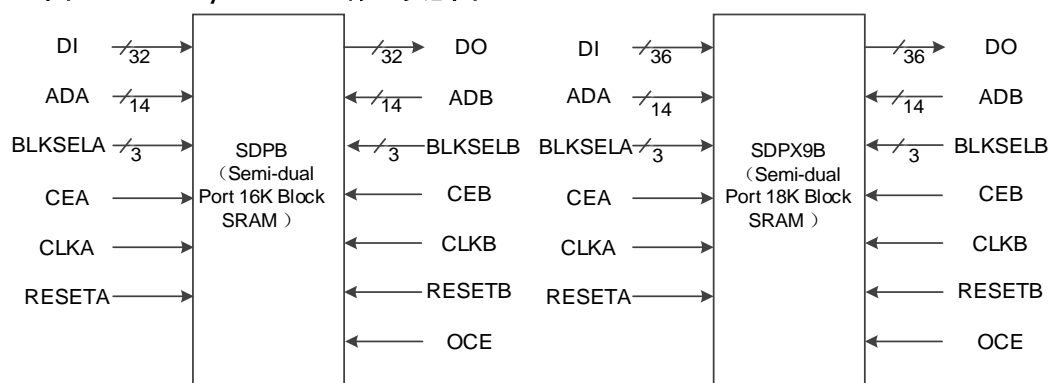 DI
32
ADA
14
BLKSELA
3
CEA
CLKA
RESETA
SDPB
（Semi-dual
Port 16K Block
SRAM ）
32
DO
14
ADB
3
BLKSELB
CEB
CLKB
RESETB
OCE
DI
36
ADA
14
BLKSELA
3
CEA
CLKA
RESETA
SDPX9B
（Semi-dual
Port 18K Block
SRAM ）
36
DO
14
ADB
3
BLKSELB
CEB
CLKB
RESETB
OCE